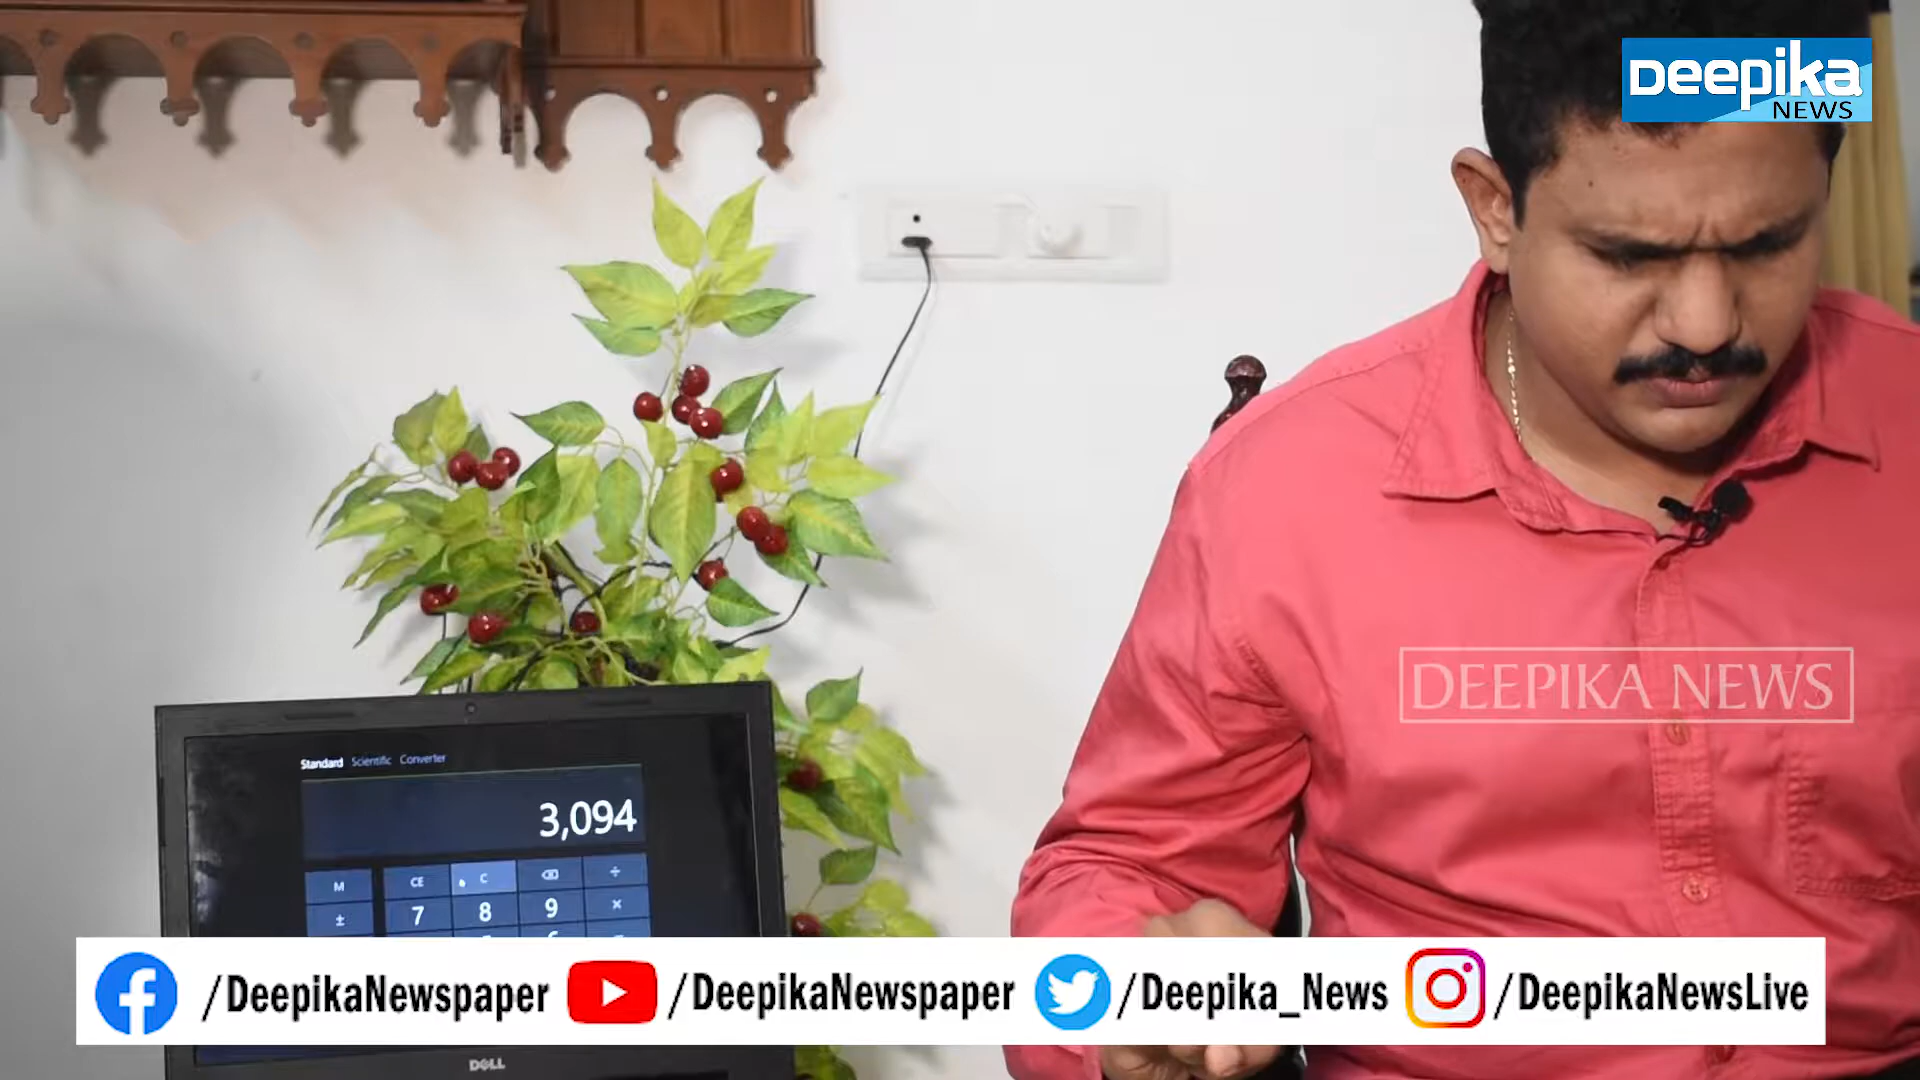 Deepika
NEWS
DEEPIKA NEWS
Standard Scientific Converter
3,094
M CE C ÷
± 7 8 9 ×
/DeepikaNewspaper /DeepikaNewspaper /Deepika_News /DeepikaNewsLive
DELL